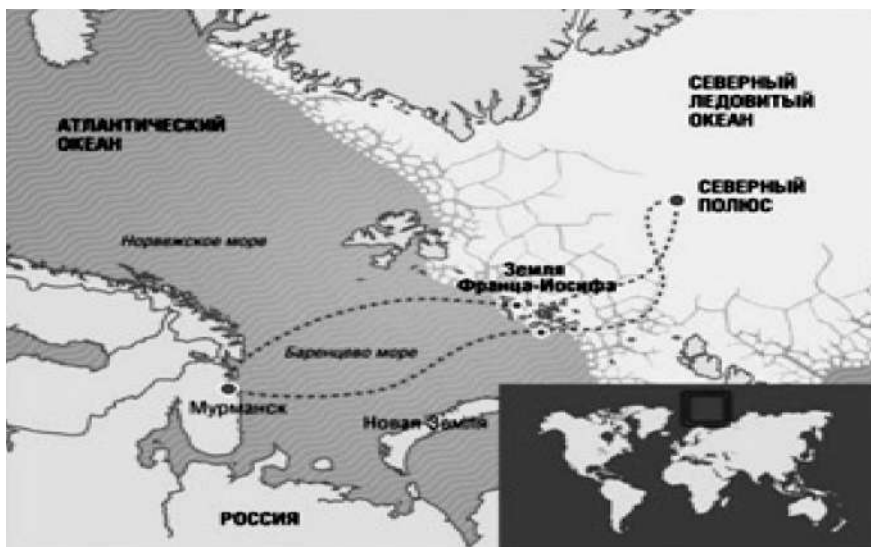 СЕВЕРНЫЙ
ЛЕДОВИТЫЙ
ОКЕАН
АТЛАНТИЧЕСКИЙ
ОКЕАН
СЕВЕРНЫЙ
ПОЛЮС
Норвежское море
Земля
Франца-Иосифа
Баренцево море
Мурманск
Новая Земля
РОССИЯ